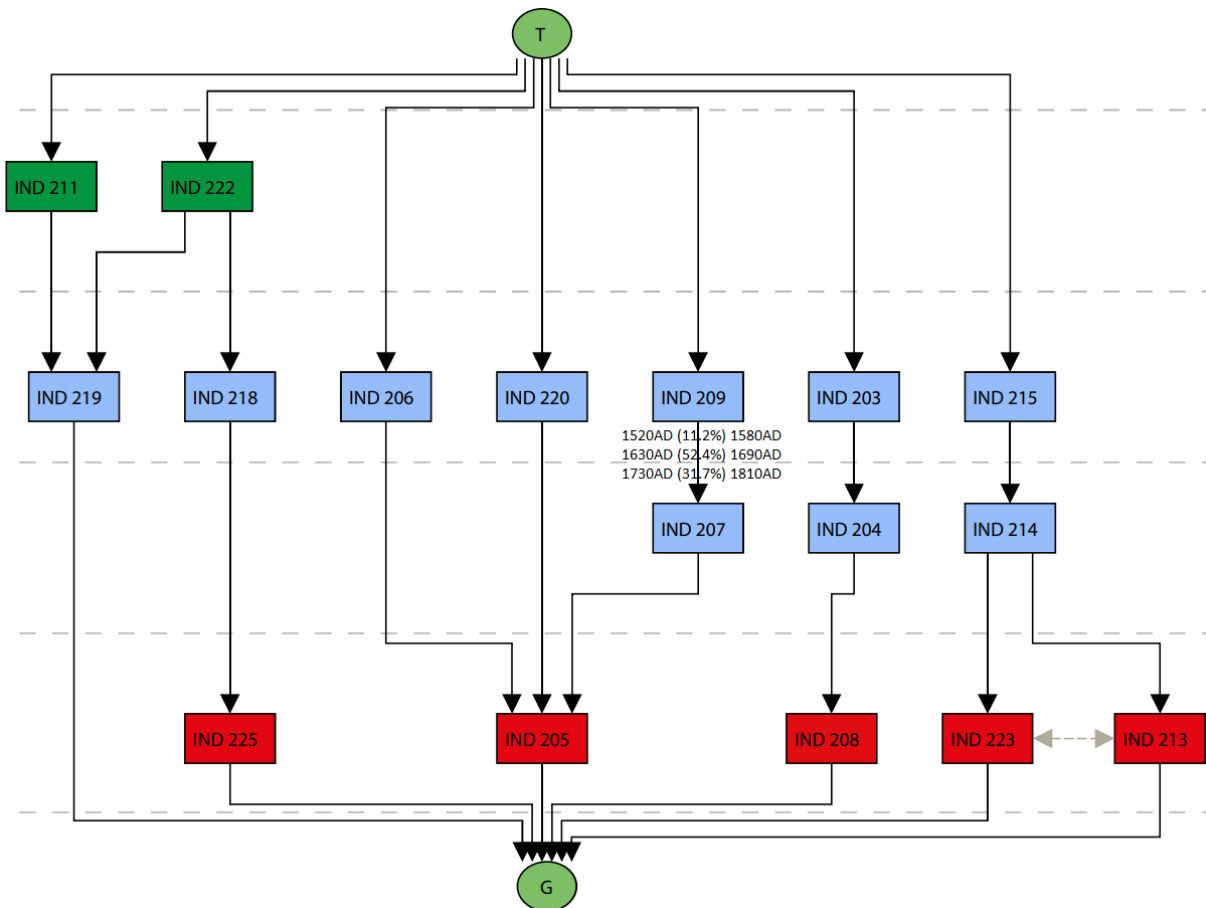 T
IND 211
IND 222
IND 219
IND 218
IND 206
IND 220
IND 209
IND 203
IND 215
1520AD (11.2%) 1580AD
1630AD (52.4%) 1690AD
1730AD (31.7%) 1810AD
IND 207
IND 204
IND 214
IND 225
IND 205
IND 208
IND 223
IND 213
G